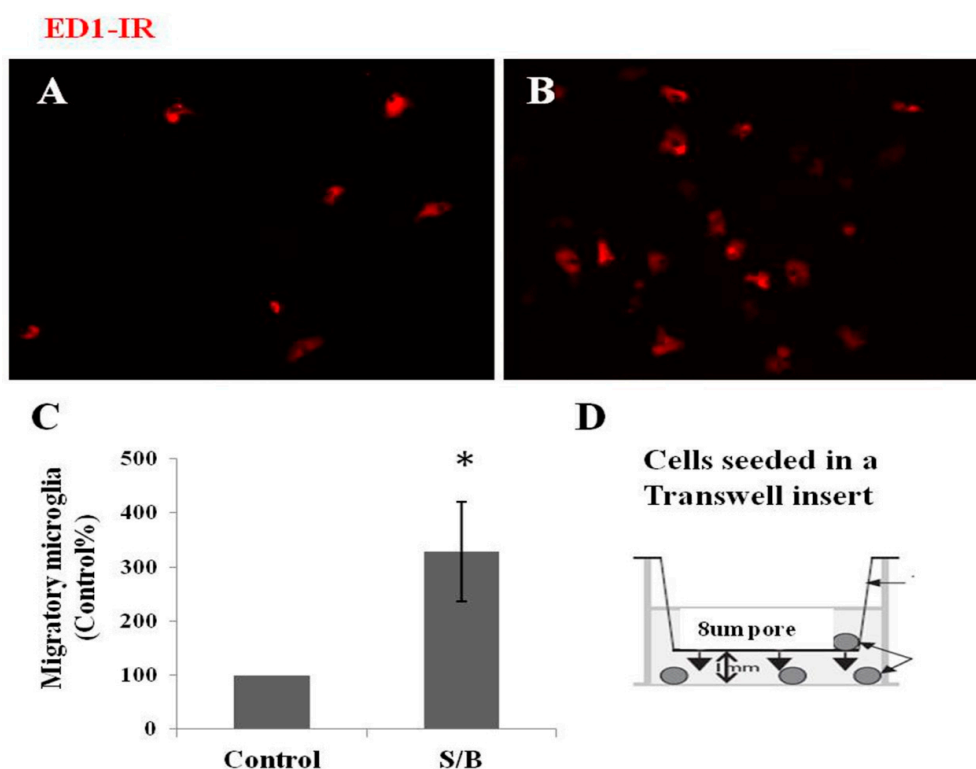 ED1-IR
A
B
C
500
400
300
200
100
0
Migratory microglia
(Control%)
*
Control
S/B
D
Cells seeded in a
Transwell insert
8um pore
1mm